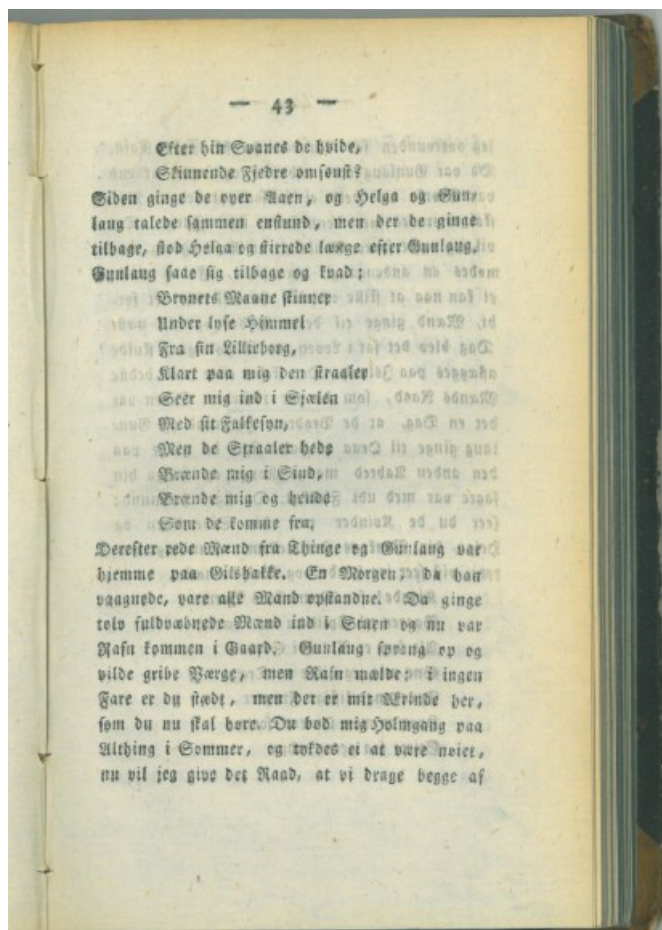 — 43 —
Efter hin Svanes de hvide,
Skinnende Fjedre omsonst?
Siden ginge de over Aaen, og Helga og Gun-
laug talede sammen enstund, men der de ginge
tilbage, stod Helga og stirrede længe efter Gunlaug.
Gunlaug saae sig tilbage og kvad:
Brynets Maane skinner
Under lyse Himmel
Fra sin Lillieborg,
Klart paa mig den straaler
Seer mig ind i Sjælen
Med sit Falkesyn,
Men de Straaler hede
Brænde mig i Sind,
Brænde mig og hende
Som de komme fra.
Derefter rede Mænd fra Thinge og Gunlaug var
hjemme paa Gilsbakke. En Morgen, da han
vaagnede, vare alle Mand opstandne. Da ginge
tolv fuldvæbnede Mænd ind i Stuen og nu var
Rafn kommen i Gaard. Gunlaug sprang op og
vilde gribe Værge, men Rafn mælde: i ingen
Fare er du stædt, men det er mit Ærinde her,
som du nu skal høre. Du bød mig Holmgang paa
Althing i Sommer, og tykdes ei at være nøiet,
nu vil jeg give det Raad, at vi drage begge af